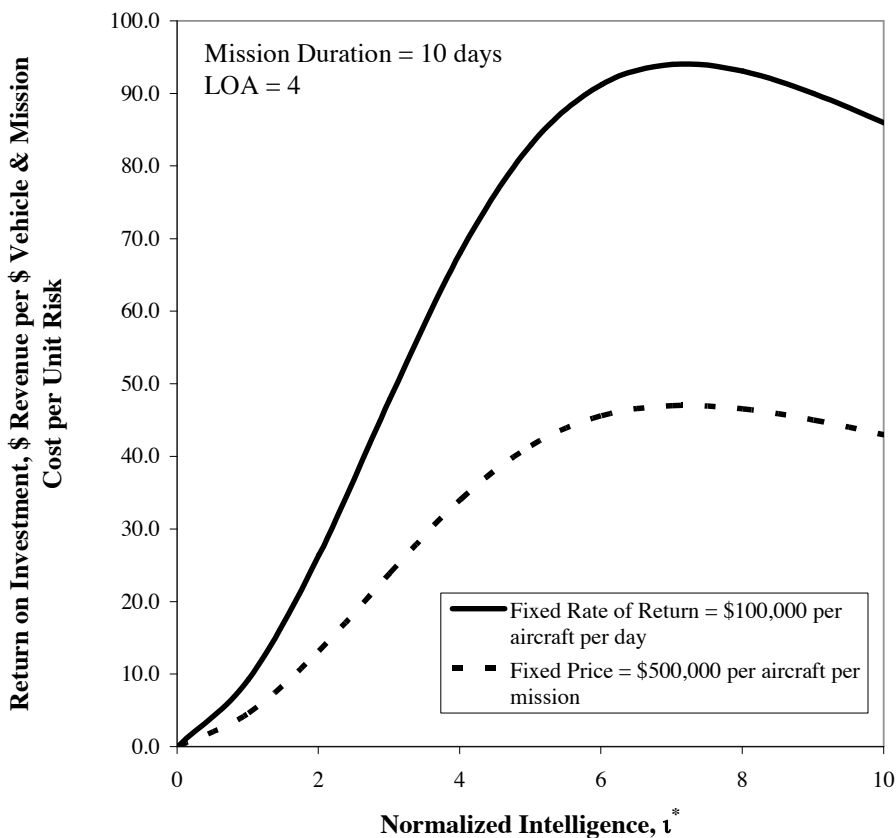 Return on Investment, $ Revenue per $ Vehicle & Mission
Cost per Unit Risk
100.0
90.0
80.0
70.0
60.0
50.0
40.0
30.0
20.0
10.0
0.0
Mission Duration = 10 days
LOA = 4
Fixed Rate of Return = $100,000 per
aircraft per day
Fixed Price = $500,000 per aircraft per
mission
0 2 4 6 8 10
Normalized Intelligence, ι*